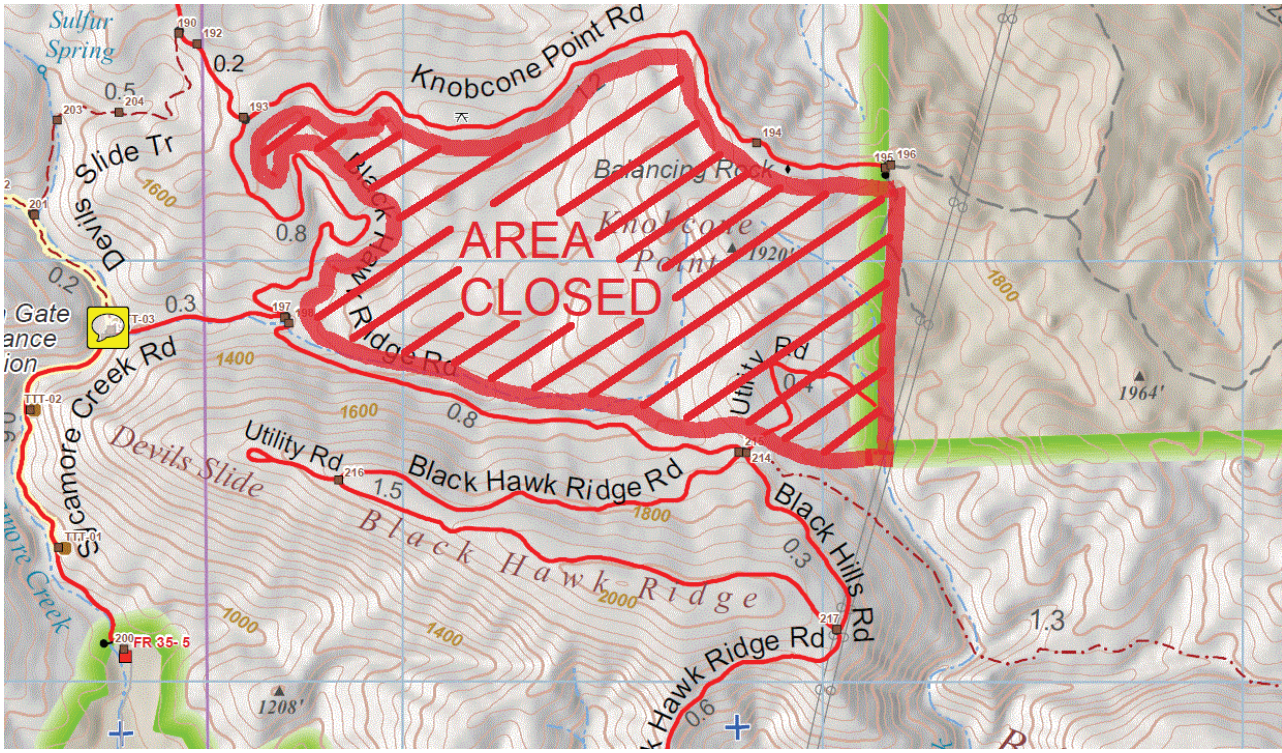 Sulfur
Spring
190
192
0.2
Knobcone Point Rd
203
0.5
204
193
1.2
194
195
196
Slide Tr
Devils
1600
Black Hawk Ridge Rd
Balancing Rock
Knobcone
Point
1920'
AREA
CLOSED
201
0.8
0.2
1800
Gate
0.3
197
198
T-03
1400
Utility Rd
0.4
1964'
TTT-02
Sycamore Creek Rd
1600
0.8
Devils Slide
Utility Rd
216
1.5
Black Hawk Ridge Rd
215
214
1800
Black Hawk Ridge
Black Hills Rd
TTT-01
0.3
2000
1000
1400
217
1.3
200
FR 35- 5
k Hawk Ridge Rd
0.6
1208'